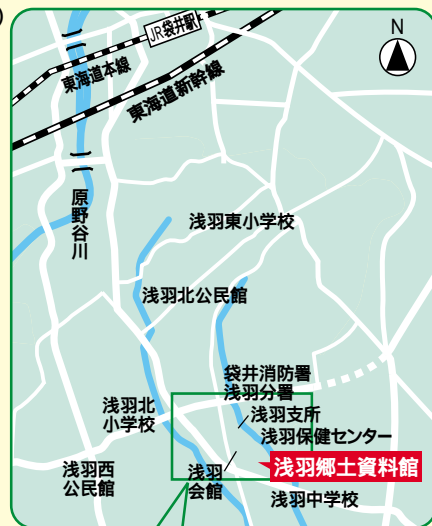 N
JR袋井駅
東海道本線
東海道新幹線
原野谷川
浅羽東小学校
浅羽北公民館
袋井消防署
浅羽分署
浅羽北
小学校
浅羽支所
浅羽保健センター
浅羽西
公民館
浅羽
会館
浅羽郷土資料館
浅羽中学校